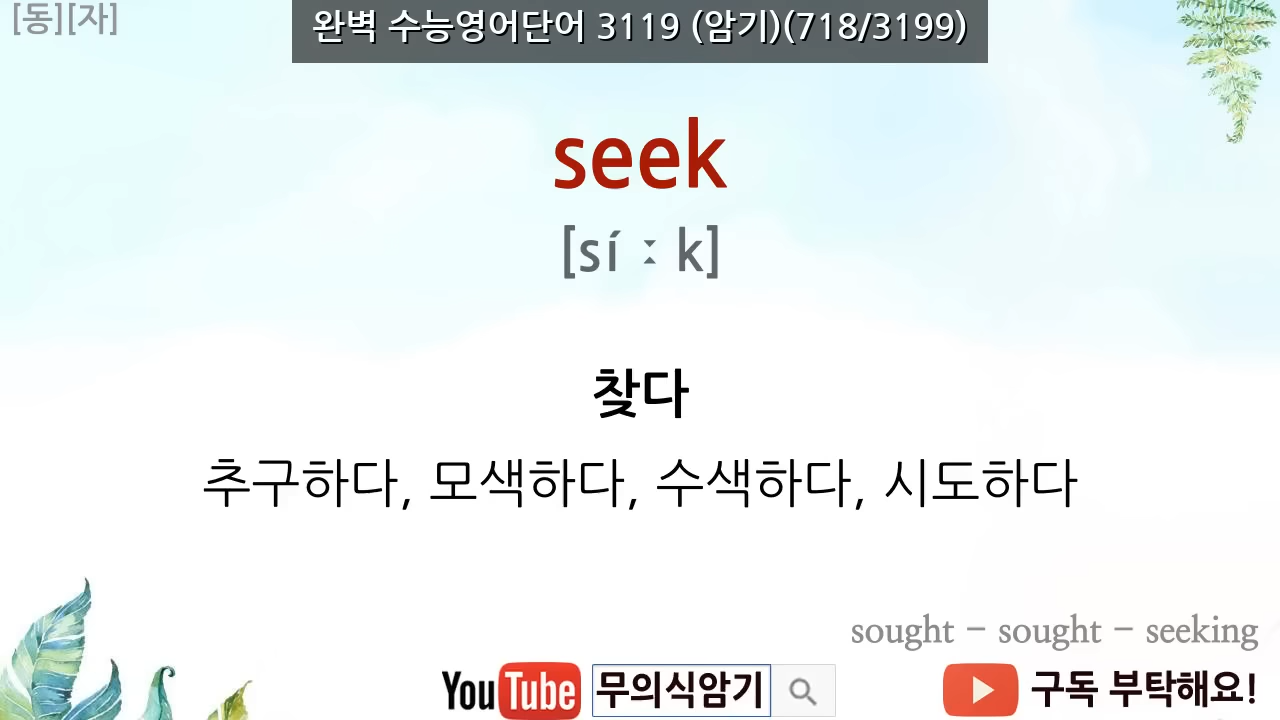 [동][자]
완벽 수능영어단어 3119 (암기)(718/3199)
seek
[síːk]
찾다
추구하다, 모색하다, 수색하다, 시도하다
sought - sought - seeking
YouTube 무의식암기 구독 부탁해요!